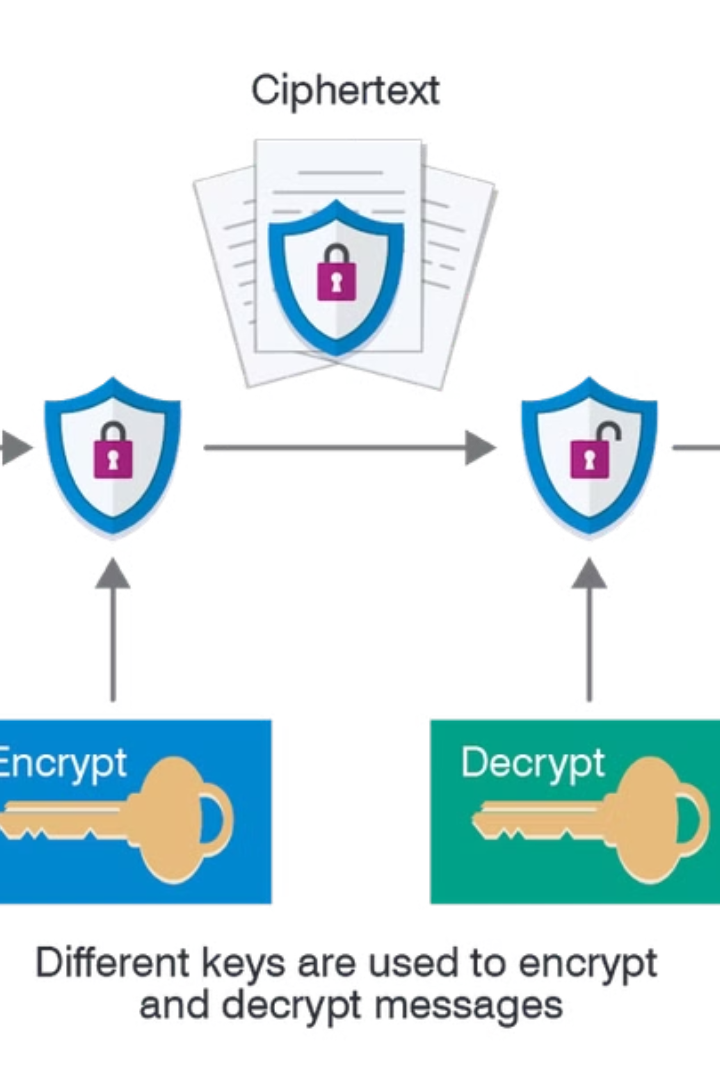 Ciphertext
Encrypt
Decrypt
Different keys are used to encrypt
and decrypt messages